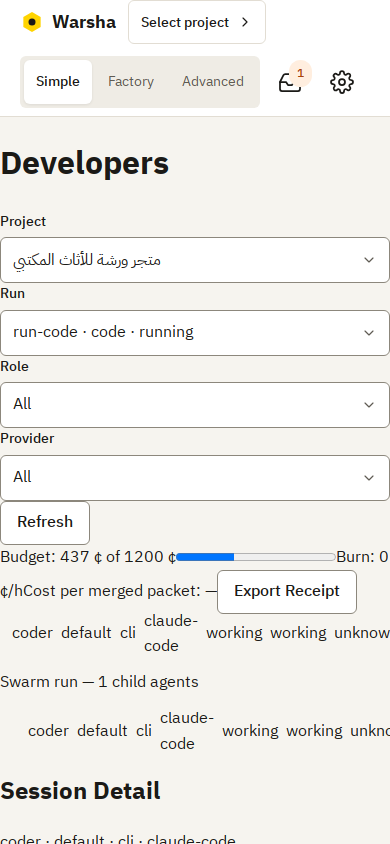 Warsha
Select project
Simple Factory Advanced 1
Developers
Project
متجر ورشة للأثاث المكتبي
Run
run-code · code · running
Role
All
Provider
All
Refresh
Budget: 437 ¢ of 1200 ¢ Burn: 0
¢/h Cost per merged packet: — Export Receipt
coder default cli claude-code working working unknow
Swarm run — 1 child agents
coder default cli claude-code working working unkno
Session Detail
coder · default · cli · claude-code